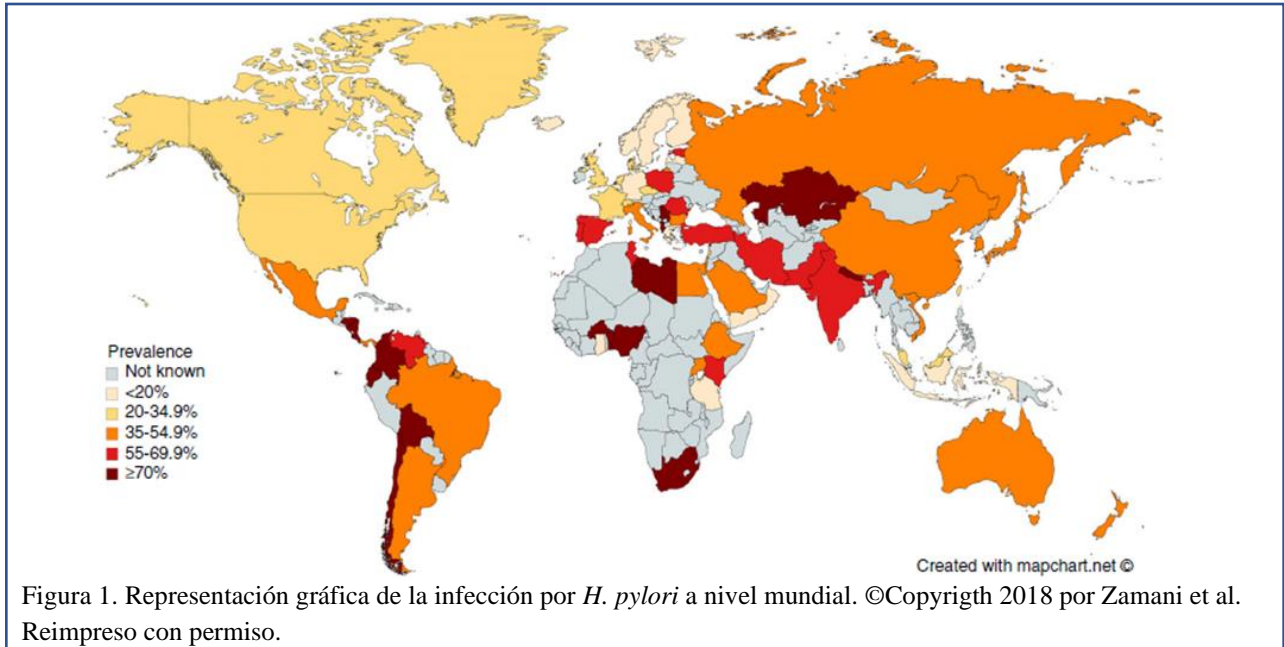 Prevalence
Not known
<20%
20-34.9%
35-54.9%
55-69.9%
≥70%
Created with mapchart.net ©
Figura 1. Representación gráfica de la infección por H. pylori a nivel mundial. ©Copyrigth 2018 por Zamani et al.
Reimpreso con permiso.